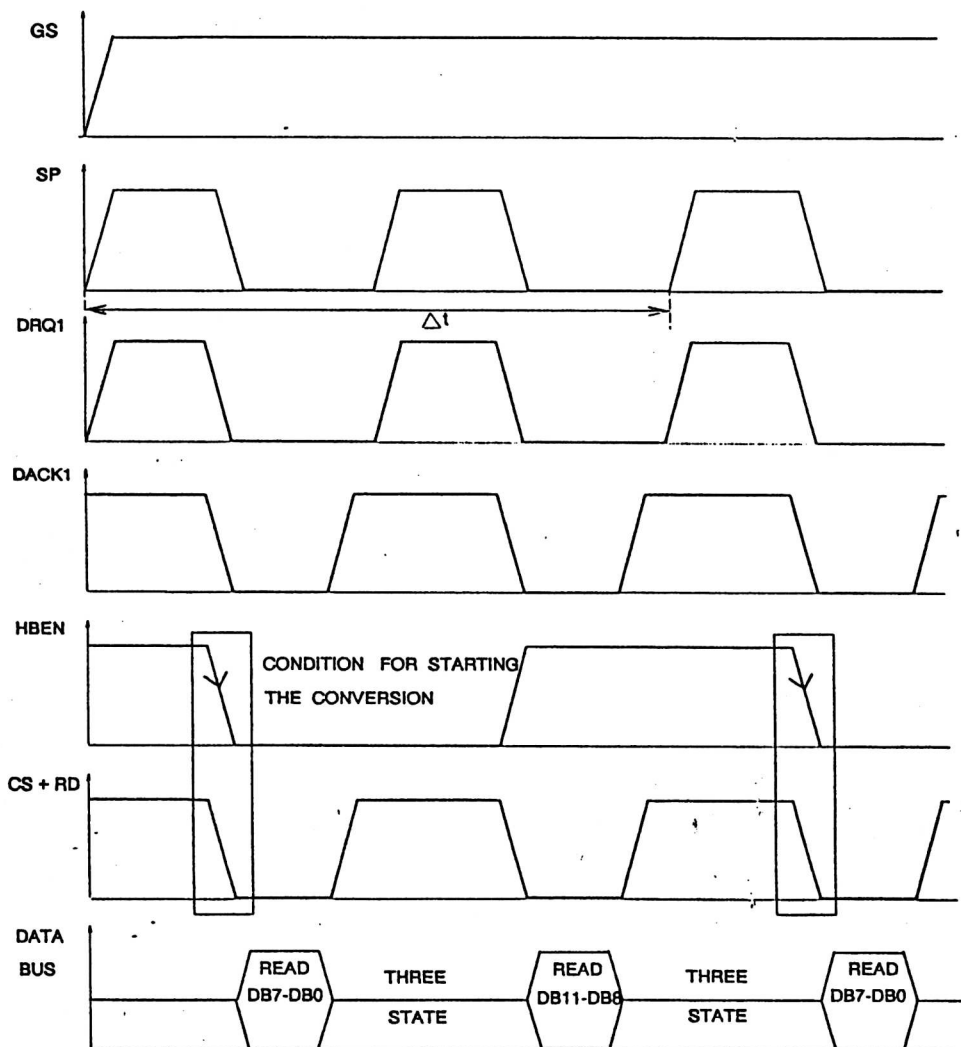 GS
SP
Δt
DRQ1
DACK1
HBEN
CONDITION FOR STARTING
THE CONVERSION
CS + RD
DATA
BUS
READ
DB7-DB0
THREE
STATE
READ
DB11-DB8
THREE
STATE
READ
DB7-DB0